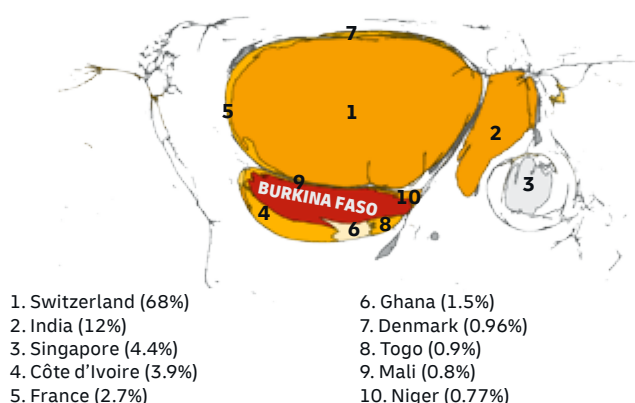 7
5
1
2
3
9
BURKINA FASO
10
4
6
8
1. Switzerland (68%)
2. India (12%)
3. Singapore (4.4%)
4. Côte d'Ivoire (3.9%)
5. France (2.7%)
6. Ghana (1.5%)
7. Denmark (0.96%)
8. Togo (0.9%)
9. Mali (0.8%)
10. Niger (0.77%)